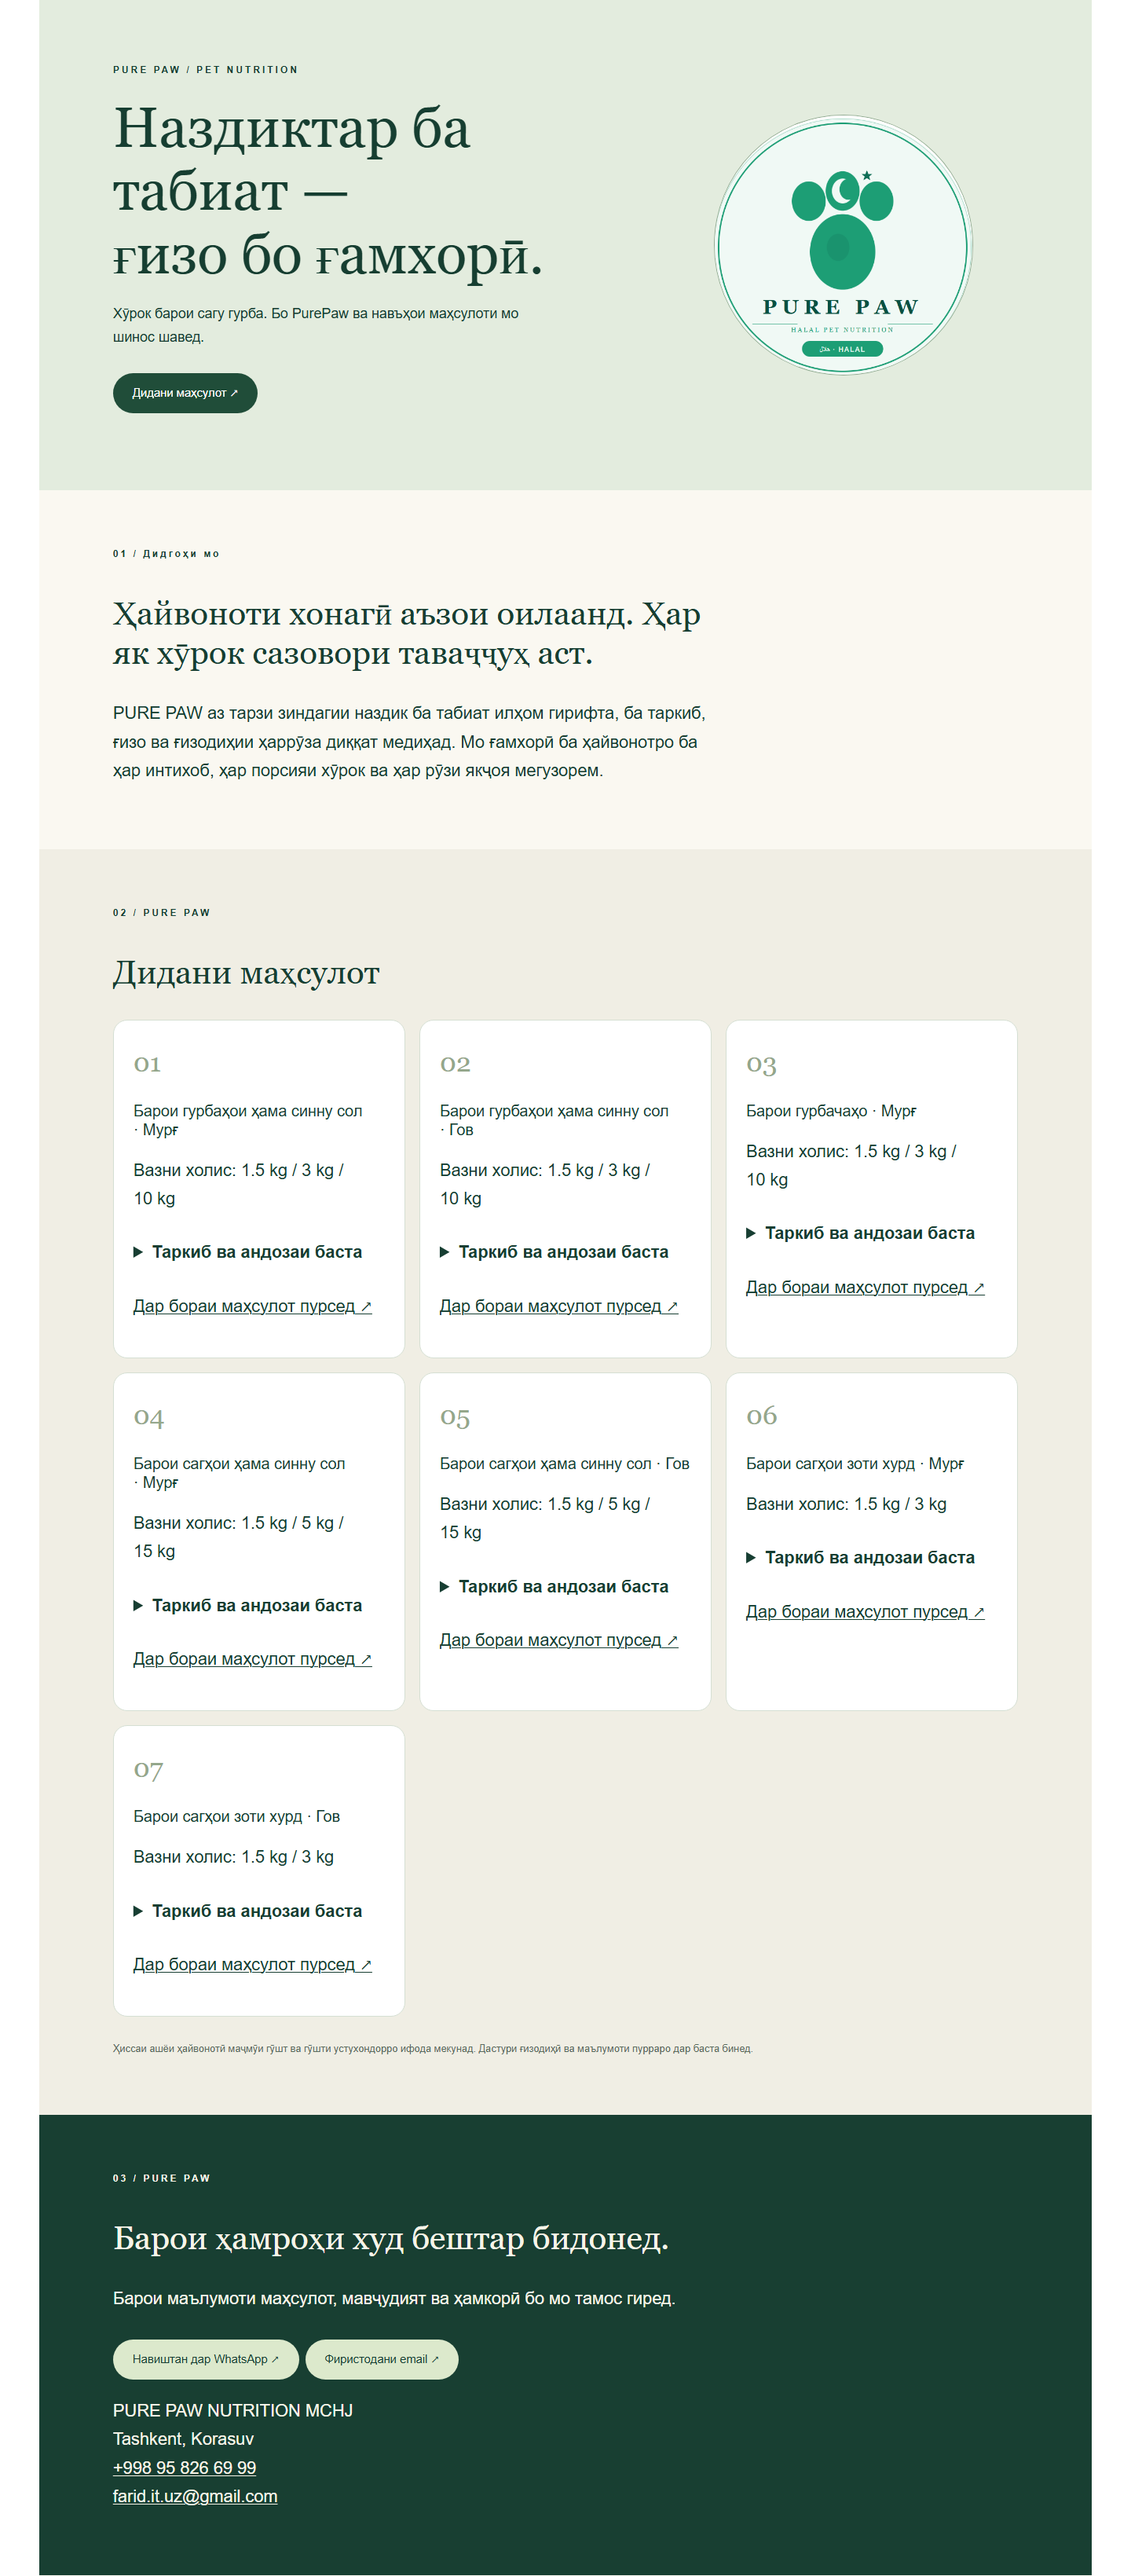 PURE PAW / PET NUTRITION
Наздиктар ба
табиат —
ғизо бо ғамхорӣ.
Хӯрок барои сагу гурба. Бо PurePaw ва навъҳои маҳсулоти мо
шинос шавед.
Дидани маҳсулот ↗
PURE PAW
HALAL PET NUTRITION
حلال · HALAL
01 / Дидгоҳи мо
Ҳайвоноти хонагӣ аъзои оилаанд. Ҳар
як хӯрок сазовори таваҷҷуҳ аст.
PURE PAW аз тарзи зиндагии наздик ба табиат илҳом гирифта, ба таркиб,
ғизо ва ғизодиҳии ҳаррӯза диққат медиҳад. Мо ғамхорӣ ба ҳайвонотро ба
ҳар интихоб, ҳар порсияи хӯрок ва ҳар рӯзи якҷоя мегузорем.
02 / PURE PAW
Дидани маҳсулот
01
Барои гурбаҳои ҳама синну сол
· Мурғ
Вазни холис: 1.5 kg / 3 kg /
10 kg
▶ Таркиб ва андозаи баста
Дар бораи маҳсулот пурсед ↗
02
Барои гурбаҳои ҳама синну сол
· Гов
Вазни холис: 1.5 kg / 3 kg /
10 kg
▶ Таркиб ва андозаи баста
Дар бораи маҳсулот пурсед ↗
03
Барои гурбачаҳо · Мурғ
Вазни холис: 1.5 kg / 3 kg /
10 kg
▶ Таркиб ва андозаи баста
Дар бораи маҳсулот пурсед ↗
04
Барои сагҳои ҳама синну сол
· Мурғ
Вазни холис: 1.5 kg / 5 kg /
15 kg
▶ Таркиб ва андозаи баста
Дар бораи маҳсулот пурсед ↗
05
Барои сагҳои ҳама синну сол · Гов
Вазни холис: 1.5 kg / 5 kg /
15 kg
▶ Таркиб ва андозаи баста
Дар бораи маҳсулот пурсед ↗
06
Барои сагҳои зоти хурд · Мурғ
Вазни холис: 1.5 kg / 3 kg
▶ Таркиб ва андозаи баста
Дар бораи маҳсулот пурсед ↗
07
Барои сагҳои зоти хурд · Гов
Вазни холис: 1.5 kg / 3 kg
▶ Таркиб ва андозаи баста
Дар бораи маҳсулот пурсед ↗
Ҳиссаи ашёи ҳайвонотӣ маҷмӯи гӯшт ва гӯшти устухондорро ифода мекунад. Дастури ғизодиҳӣ ва маълумоти пурраро дар баста бинед.
03 / PURE PAW
Барои ҳамроҳи худ бештар бидонед.
Барои маълумоти маҳсулот, мавҷудият ва ҳамкорӣ бо мо тамос гиред.
Навиштан дар WhatsApp ↗
Фиристодани email ↗
PURE PAW NUTRITION MCHJ
Tashkent, Korasuv
+998 95 826 69 99
farid.it.uz@gmail.com